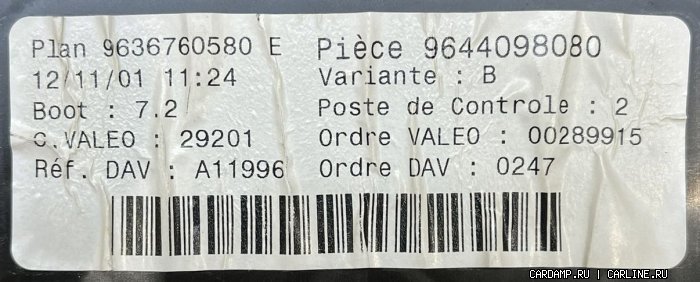 Plan 9636760580 E Pièce 9644098080
12/11/01 11:24 Variante : B
Boot : 7.2 Poste de Controle : 2
C.VALEO : 29201 Ordre VALEO : 00289915
Réf. DAV : A11996 Ordre DAV : 0247
CARDAMP.RU | CARLINE.RU